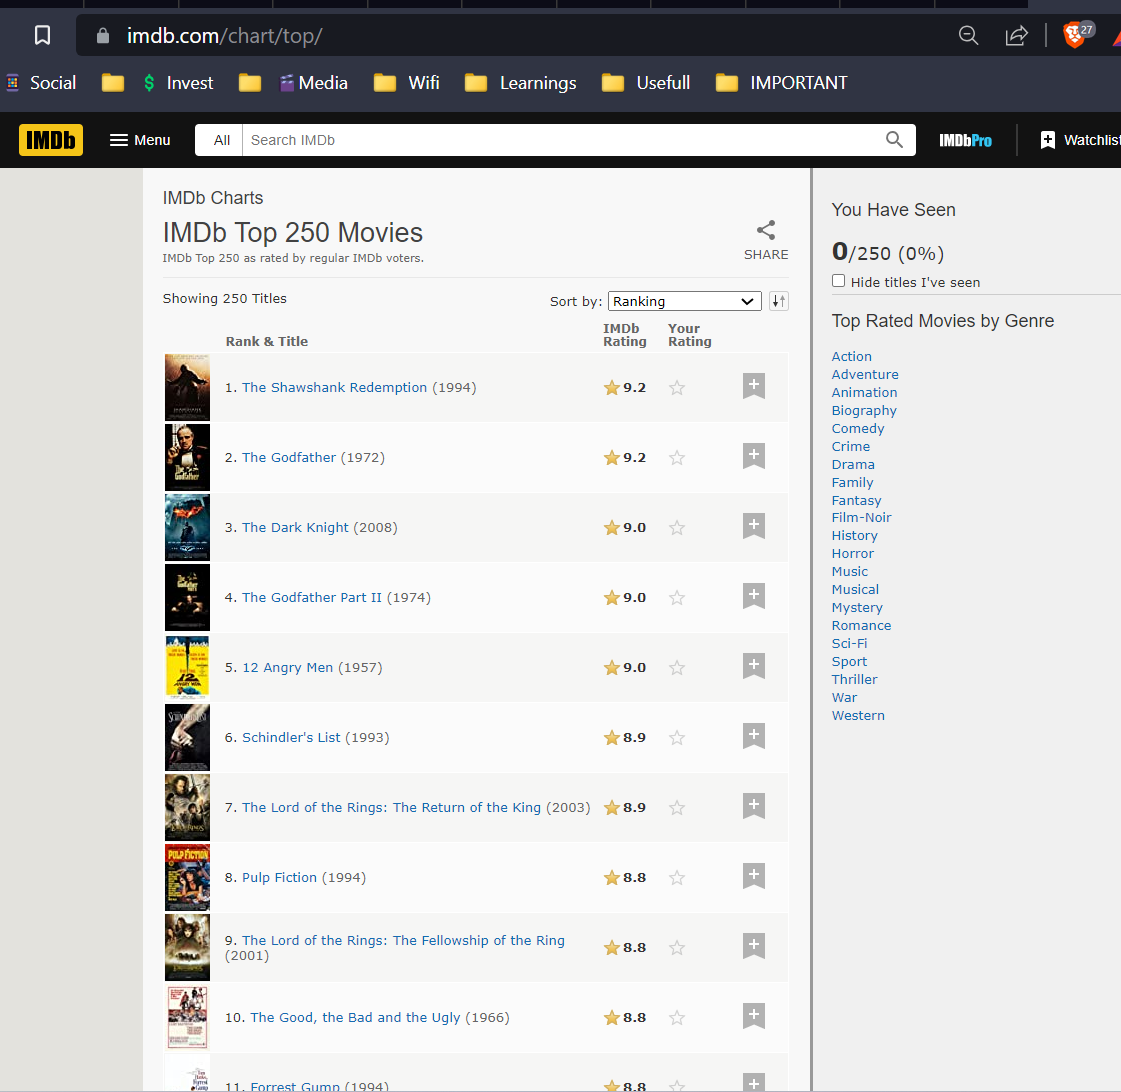 imdb.com/chart/top/
27
Social
Invest
Media
Wifi
Learnings
Usefull
IMPORTANT
IMDb
Menu
All
Search IMDb
IMDbPro
Watchlis
IMDb Charts
IMDb Top 250 Movies
IMDb Top 250 as rated by regular IMDb voters.
SHARE
Showing 250 Titles
Sort by: Ranking
Rank & Title
IMDb Rating
Your Rating
1. The Shawshank Redemption (1994) 9.2
2. The Godfather (1972) 9.2
The Godfather
3. The Dark Knight (2008) 9.0
4. The Godfather Part II (1974) 9.0
5. 12 Angry Men (1957) 9.0
12
ANGRY MEN
6. Schindler's List (1993) 8.9
7. The Lord of the Rings: The Return of the King (2003) 8.9
8. Pulp Fiction (1994) 8.8
PULP FICTION
9. The Lord of the Rings: The Fellowship of the Ring
(2001) 8.8
10. The Good, the Bad and the Ugly (1966) 8.8
11. Forrest Gump (1994) 8.8
You Have Seen
0/250 (0%)
Hide titles I've seen
Top Rated Movies by Genre
Action
Adventure
Animation
Biography
Comedy
Crime
Drama
Family
Fantasy
Film-Noir
History
Horror
Music
Musical
Mystery
Romance
Sci-Fi
Sport
Thriller
War
Western